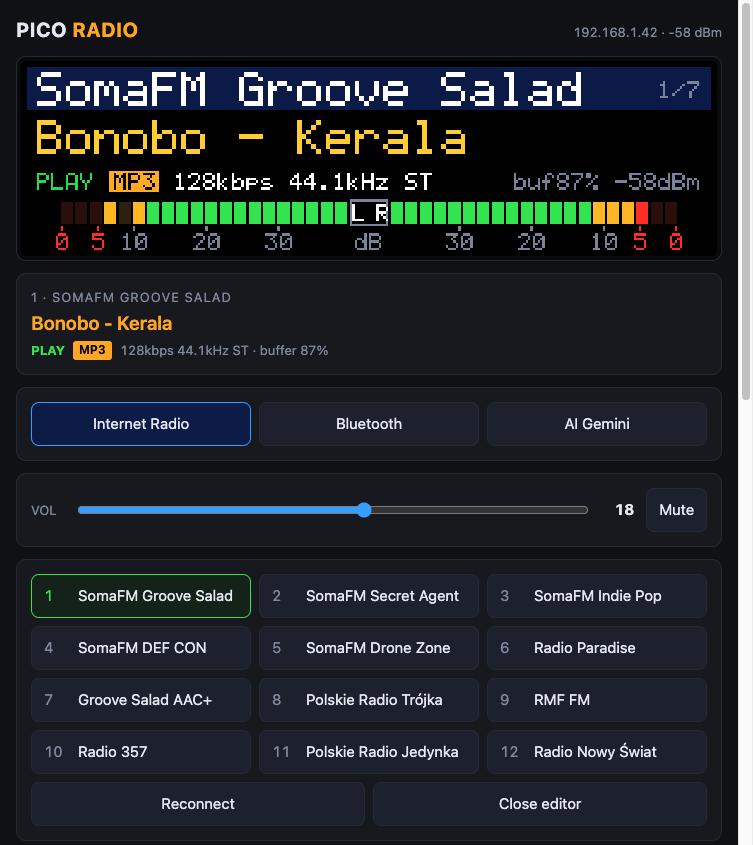 PICO RADIO 192.168.1.42 · -58 dBm
SomaFM Groove Salad 1/7
Bonobo - Kerala
PLAY MP3 128kbps 44.1kHz ST buf87% -58dBm
L R
0 5 10 20 30 dB 30 20 10 5 0
1 · SOMAFM GROOVE SALAD
Bonobo - Kerala
PLAY MP3 128kbps 44.1kHz ST · buffer 87%
Internet Radio Bluetooth AI Gemini
VOL 18 Mute
1 SomaFM Groove Salad 2 SomaFM Secret Agent 3 SomaFM Indie Pop
4 SomaFM DEF CON 5 SomaFM Drone Zone 6 Radio Paradise
7 Groove Salad AAC+ 8 Polskie Radio Trójka 9 RMF FM
10 Radio 357 11 Polskie Radio Jedynka 12 Radio Nowy Świat
Reconnect Close editor